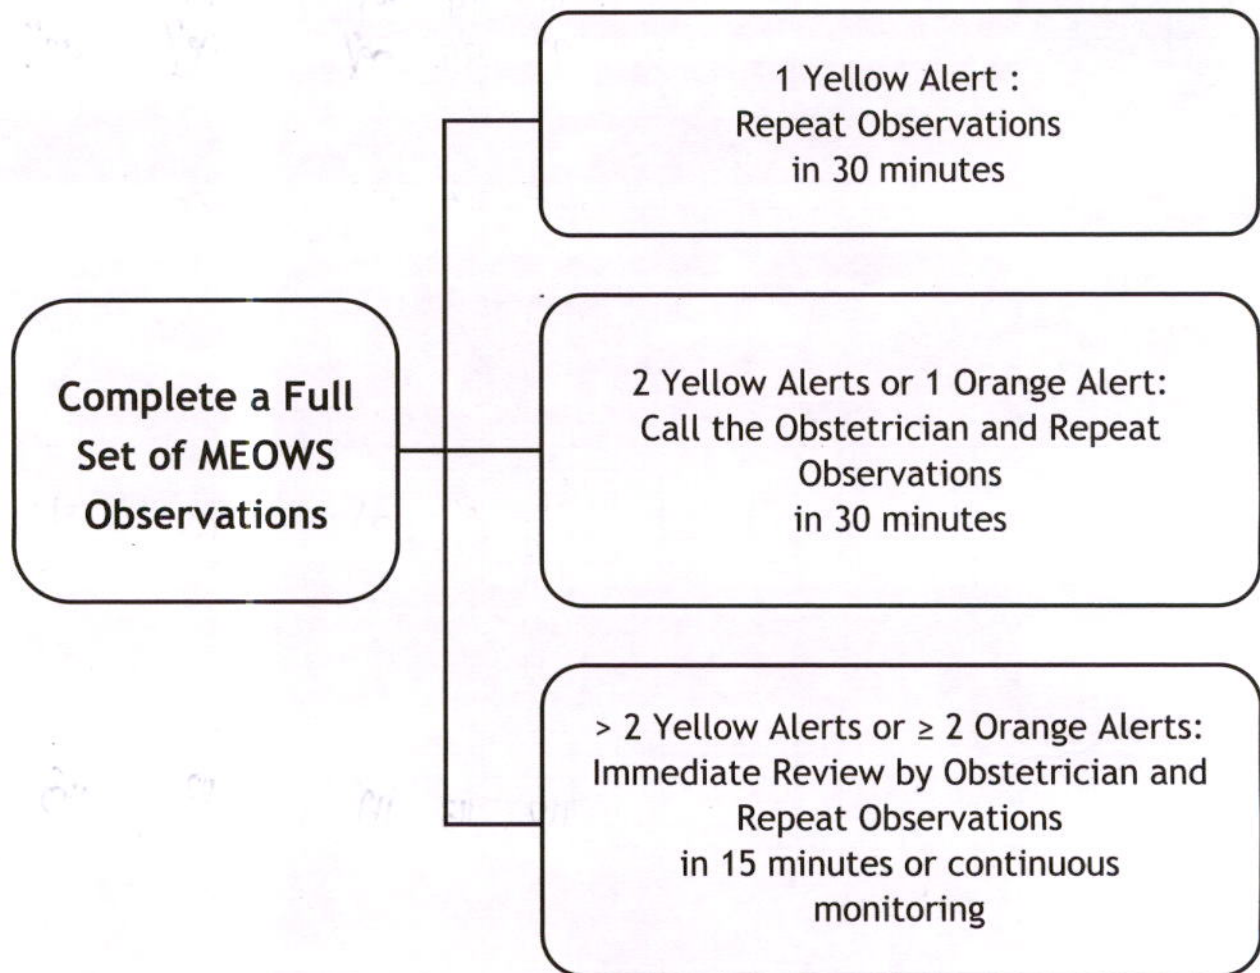 Complete a Full
Set of MEOWS
Observations
1 Yellow Alert :
Repeat Observations
in 30 minutes
2 Yellow Alerts or 1 Orange Alert:
Call the Obstetrician and Repeat
Observations
in 30 minutes
> 2 Yellow Alerts or ≥ 2 Orange Alerts:
Immediate Review by Obstetrician and
Repeat Observations
in 15 minutes or continuous
monitoring